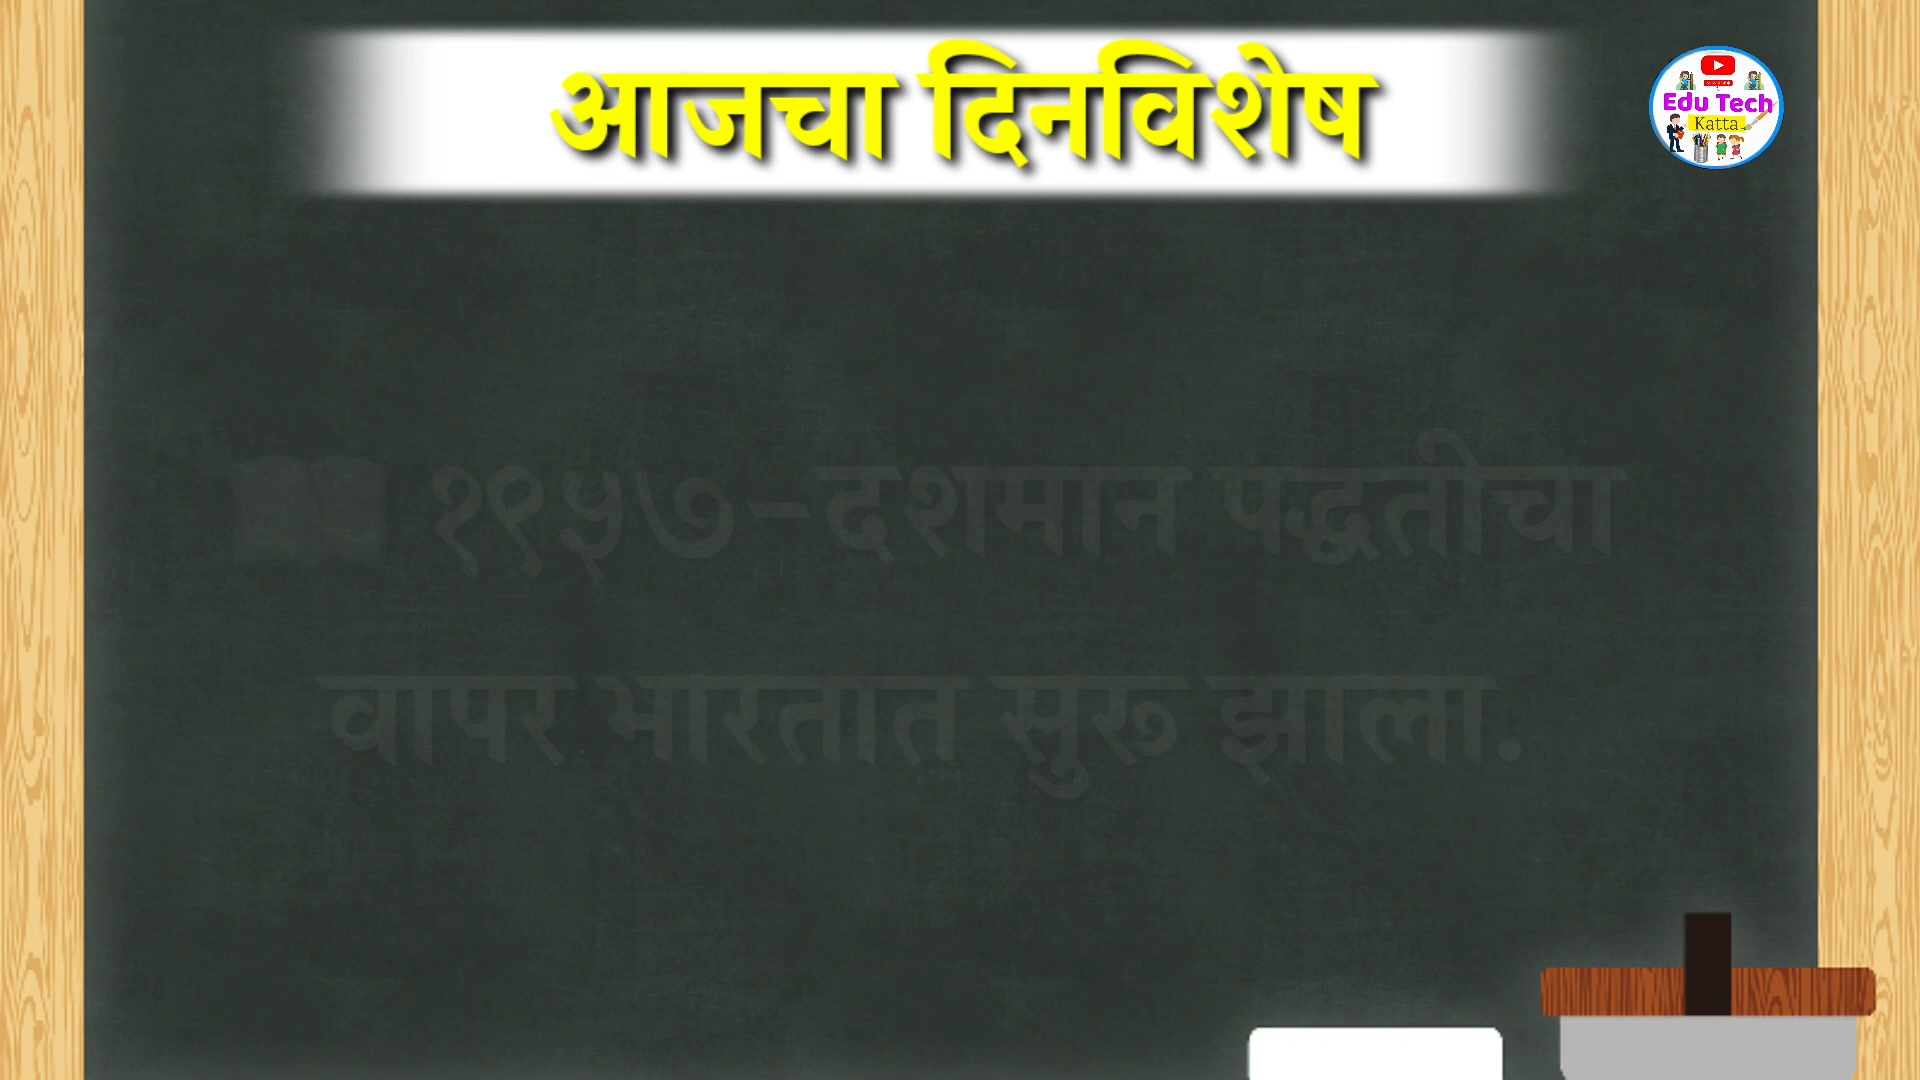 आजचा दिनविशेष
Edu Tech
Katta
१९५७-दशमान पद्धतीचा
वापर भारतात सुरू झाला.